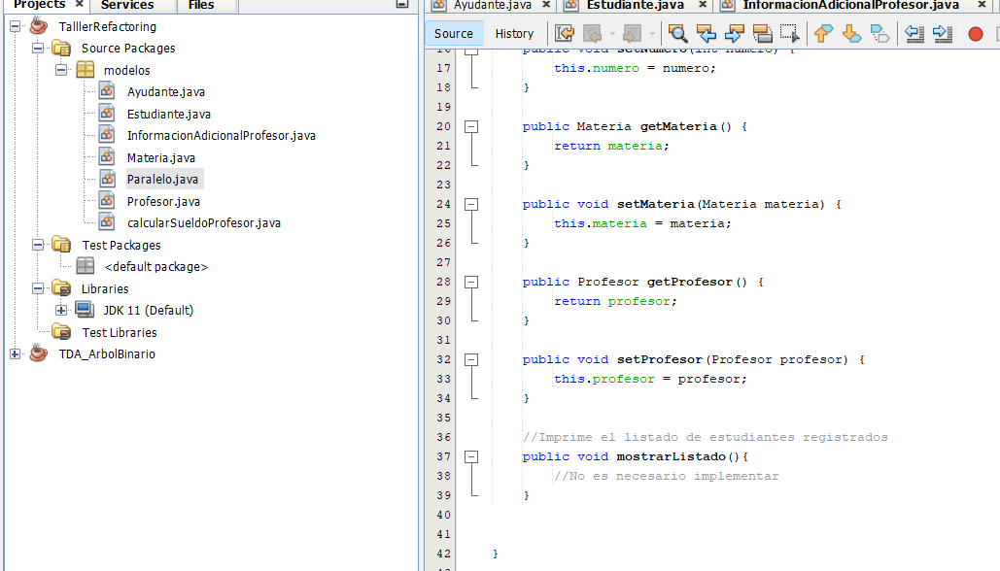 Projects × Services Files
TallerRefactoring
Source Packages
modelos
Ayudante.java
Estudiante.java
InformacionAdicionalProfesor.java
Materia.java
Paralelo.java
Profesor.java
calcularSueldoProfesor.java
Test Packages
<default package>
Libraries
JDK 11 (Default)
Test Libraries
TDA_ArbolBinario
Ayudante.java × Estudiante.java × InformacionAdicionalProfesor.java ×
Source History
16 public void setNumero(int numero) {
17 this.numero = numero;
18 }
19
20 public Materia getMateria() {
21 return materia;
22 }
23
24 public void setMateria(Materia materia) {
25 this.materia = materia;
26 }
27
28 public Profesor getProfesor() {
29 return profesor;
30 }
31
32 public void setProfesor(Profesor profesor) {
33 this.profesor = profesor;
34 }
35
36 //Imprime el listado de estudiantes registrados
37 public void mostrarListado(){
38 //No es necesario implementar
39 }
40
41
42 }